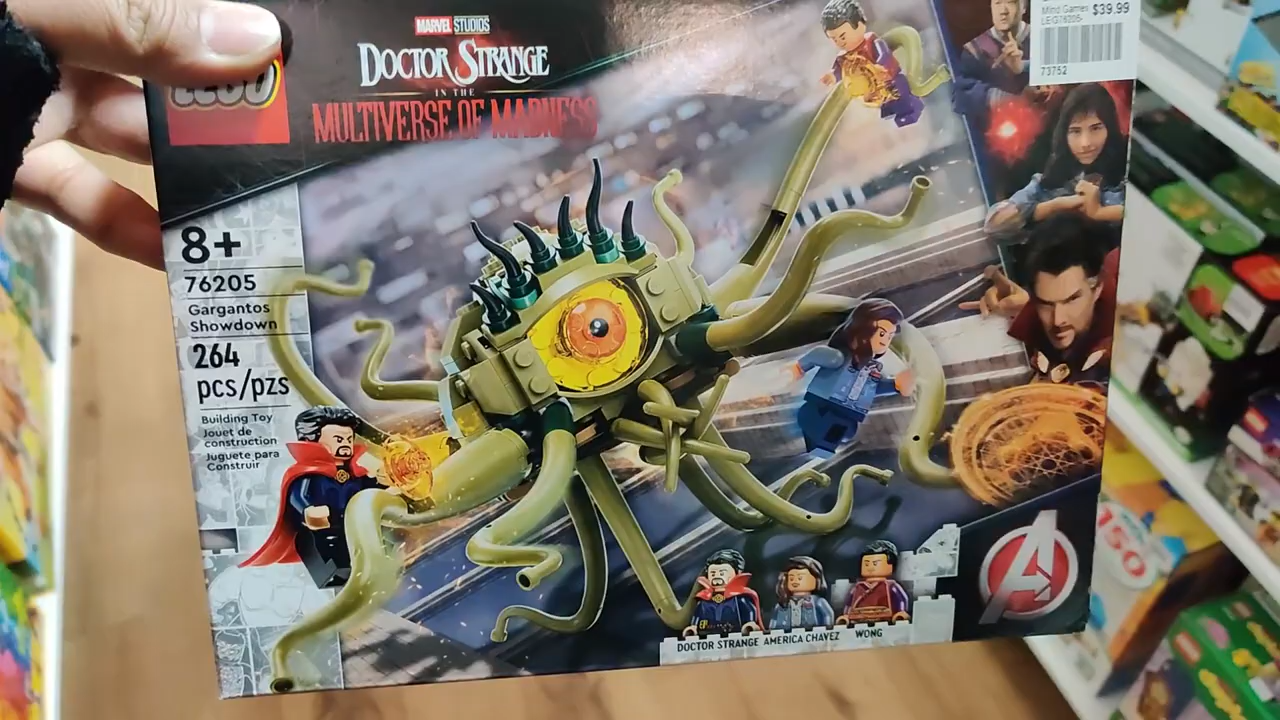 LEGO
MARVEL STUDIOS
DOCTOR STRANGE
IN THE
MULTIVERSE OF MADNESS
Mind Games $39.99
73752
8+
76205
Gargantos
Showdown
264
pcs/pzs
Building Toy
Jouet de
construction
Juguete para
Construir
DOCTOR STRANGE AMERICA CHAVEZ WONG
A
150